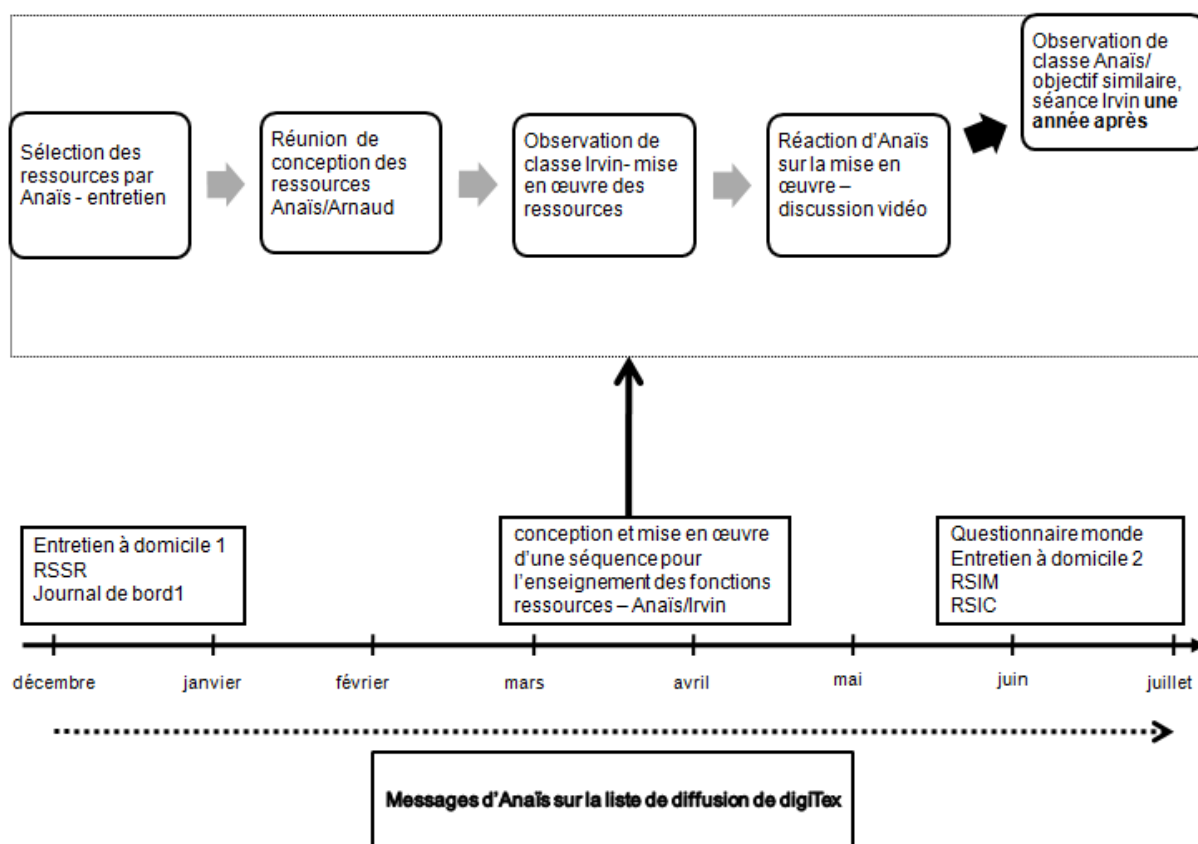 Sélection des
ressources par
Anaïs - entretien
Réunion de
conception des
ressources
Anaïs/Arnaud
Observation de
classe Irvin- mise
en œuvre des
ressources
Réaction d'Anaïs
sur la mise en
œuvre –
discussion vidéo
Observation de
classe Anaïs/
objectif similaire,
séance Irvin une
année après
Entretien à domicile 1
RSSR
Journal de bord1
conception et mise en œuvre
d'une séquence pour
l'enseignement des fonctions
ressources – Anaïs/Irvin
Questionnaire monde
Entretien à domicile 2
RSIM
RSIC
décembre
janvier
février
mars
avril
mai
juin
juillet
Messages d'Anaïs sur la liste de diffusion de digiTex